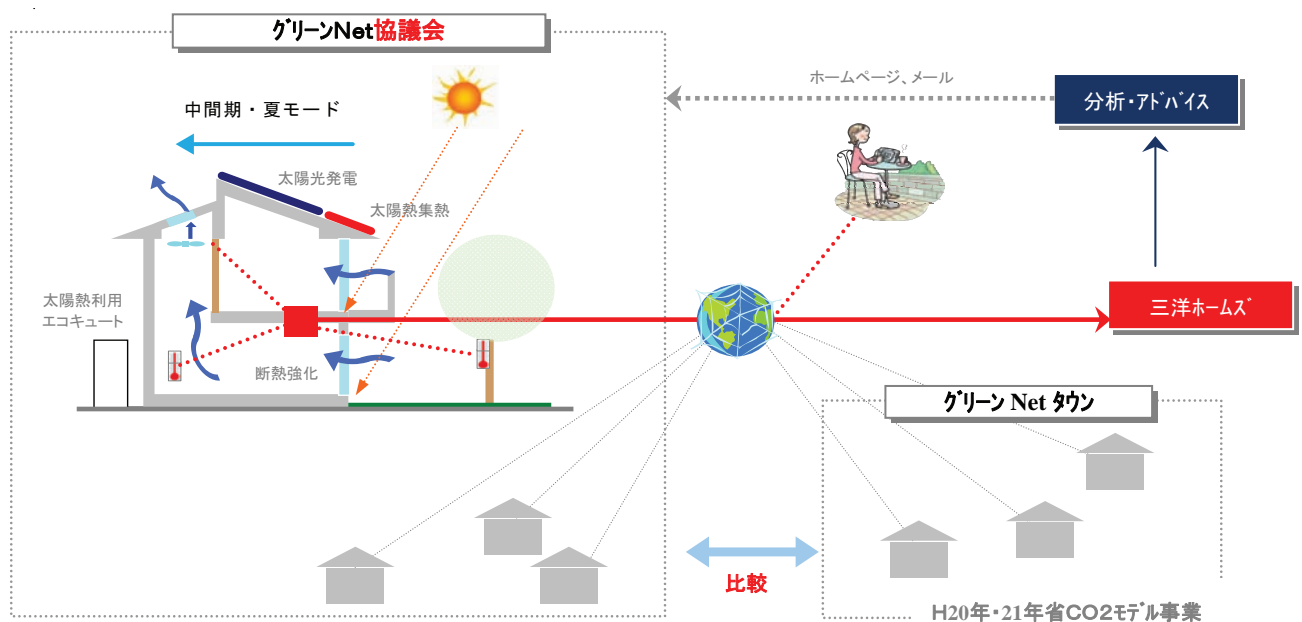 グリーンNet協議会
ホームページ、メール
分析・アドバイス
中間期・夏モード
太陽光発電
太陽熱集熱
太陽熱利用
エコキュート
三洋ホームズ
断熱強化
グリーン Net タウン
比較
H20年・21年省CO2モデル事業